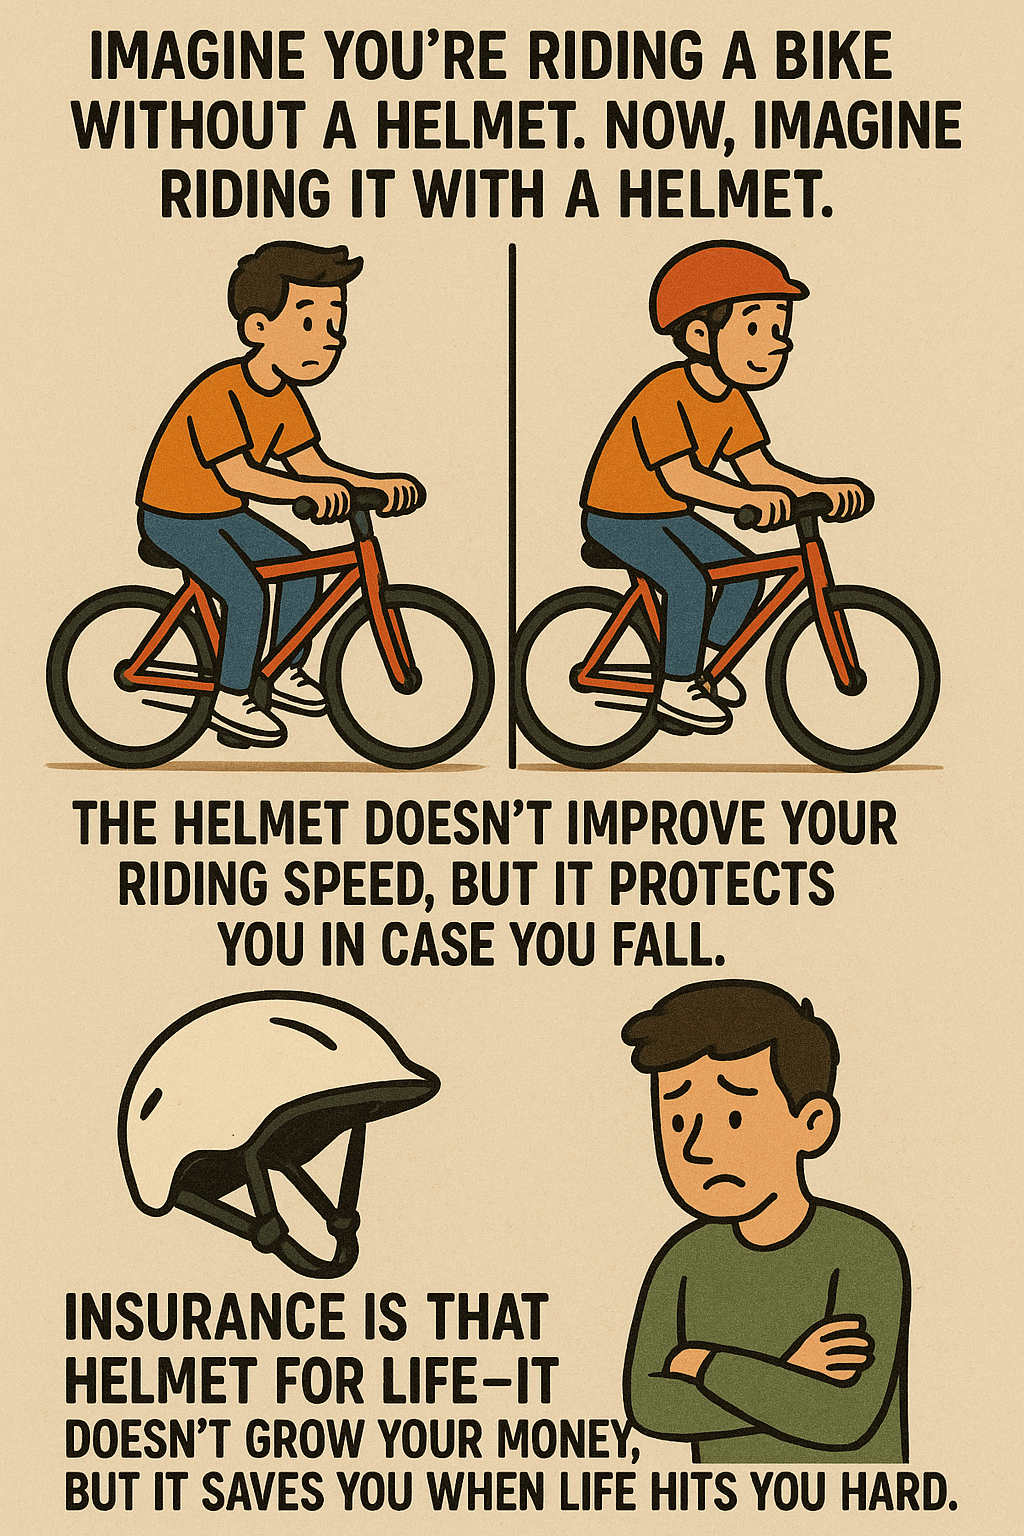 IMAGINE YOU’RE RIDING A BIKE
WITHOUT A HELMET. NOW, IMAGINE
RIDING IT WITH A HELMET.
THE HELMET DOESN’T IMPROVE YOUR
RIDING SPEED, BUT IT PROTECTS
YOU IN CASE YOU FALL.
INSURANCE IS THAT
HELMET FOR LIFE–IT
DOESN’T GROW YOUR MONEY,
BUT IT SAVES YOU WHEN LIFE HITS YOU HARD.